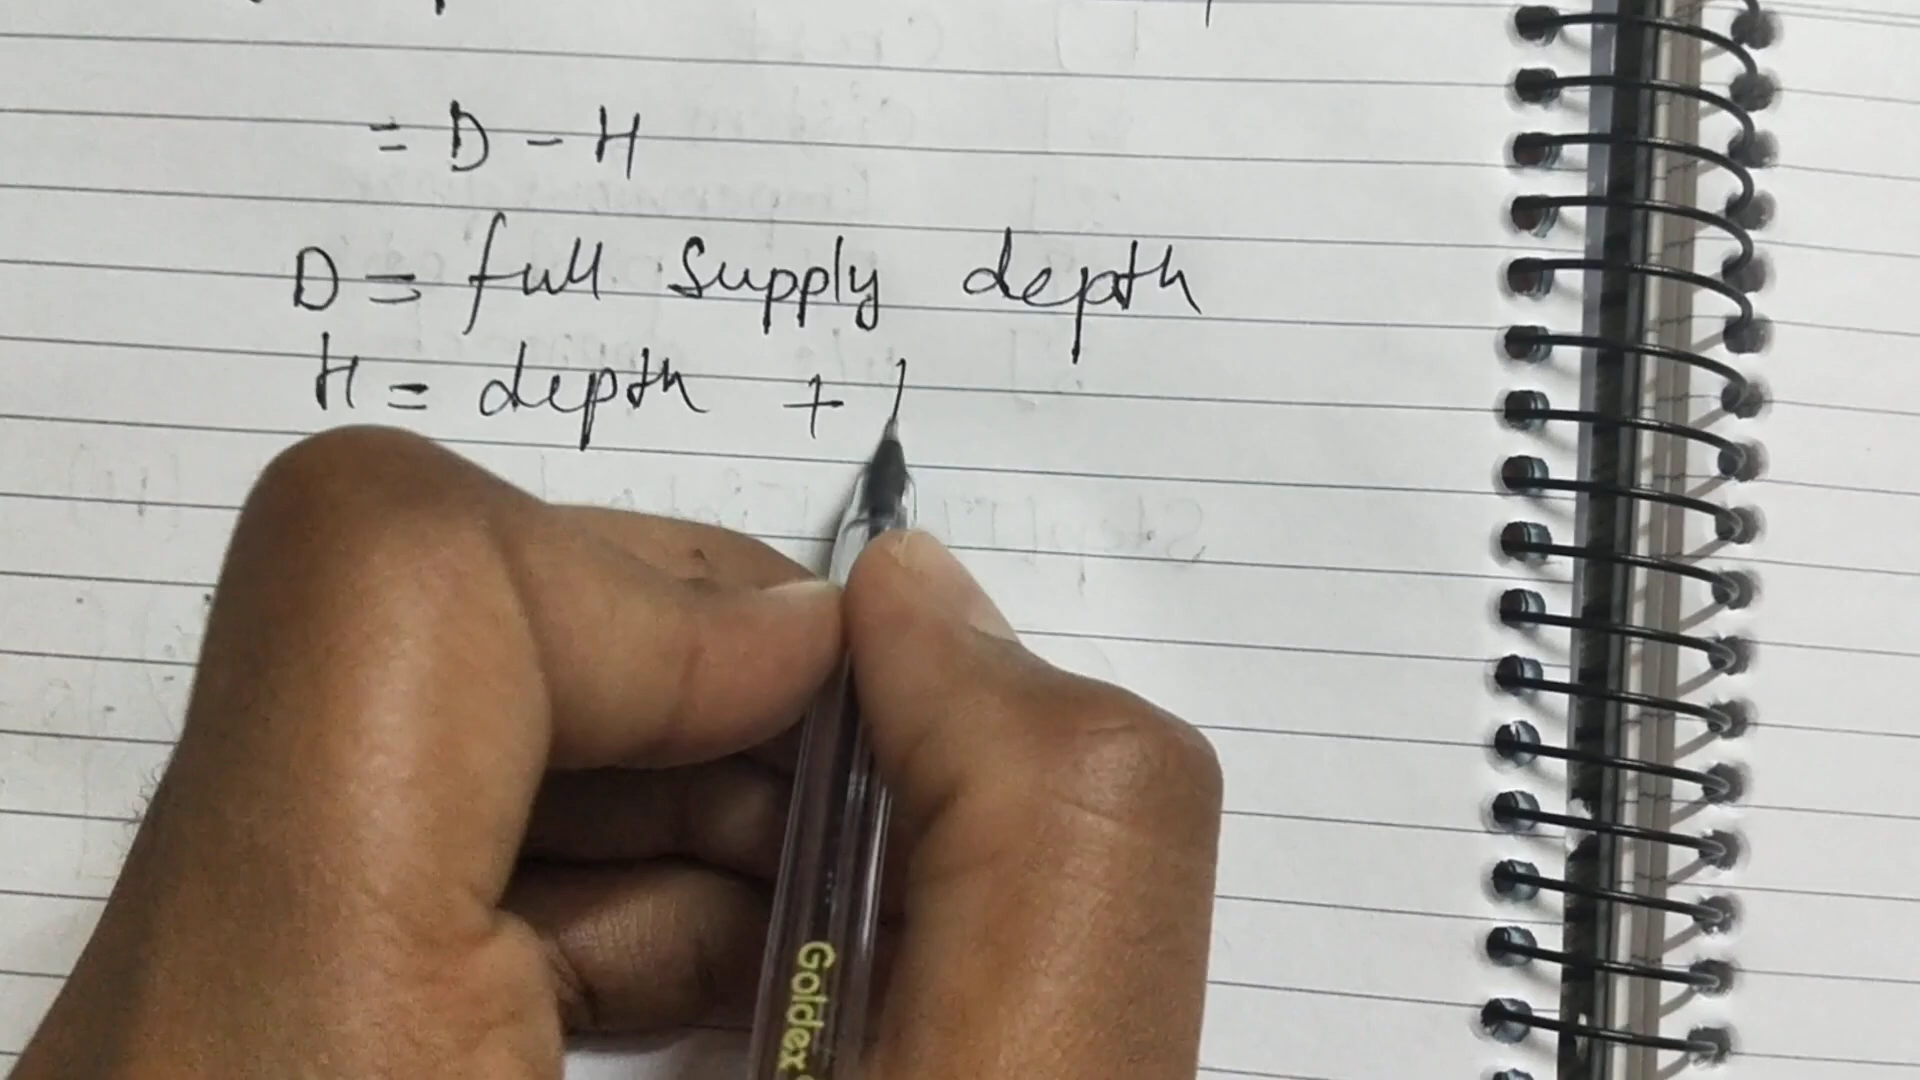 = D - H
D = full supply depth
H = depth +
Goldex